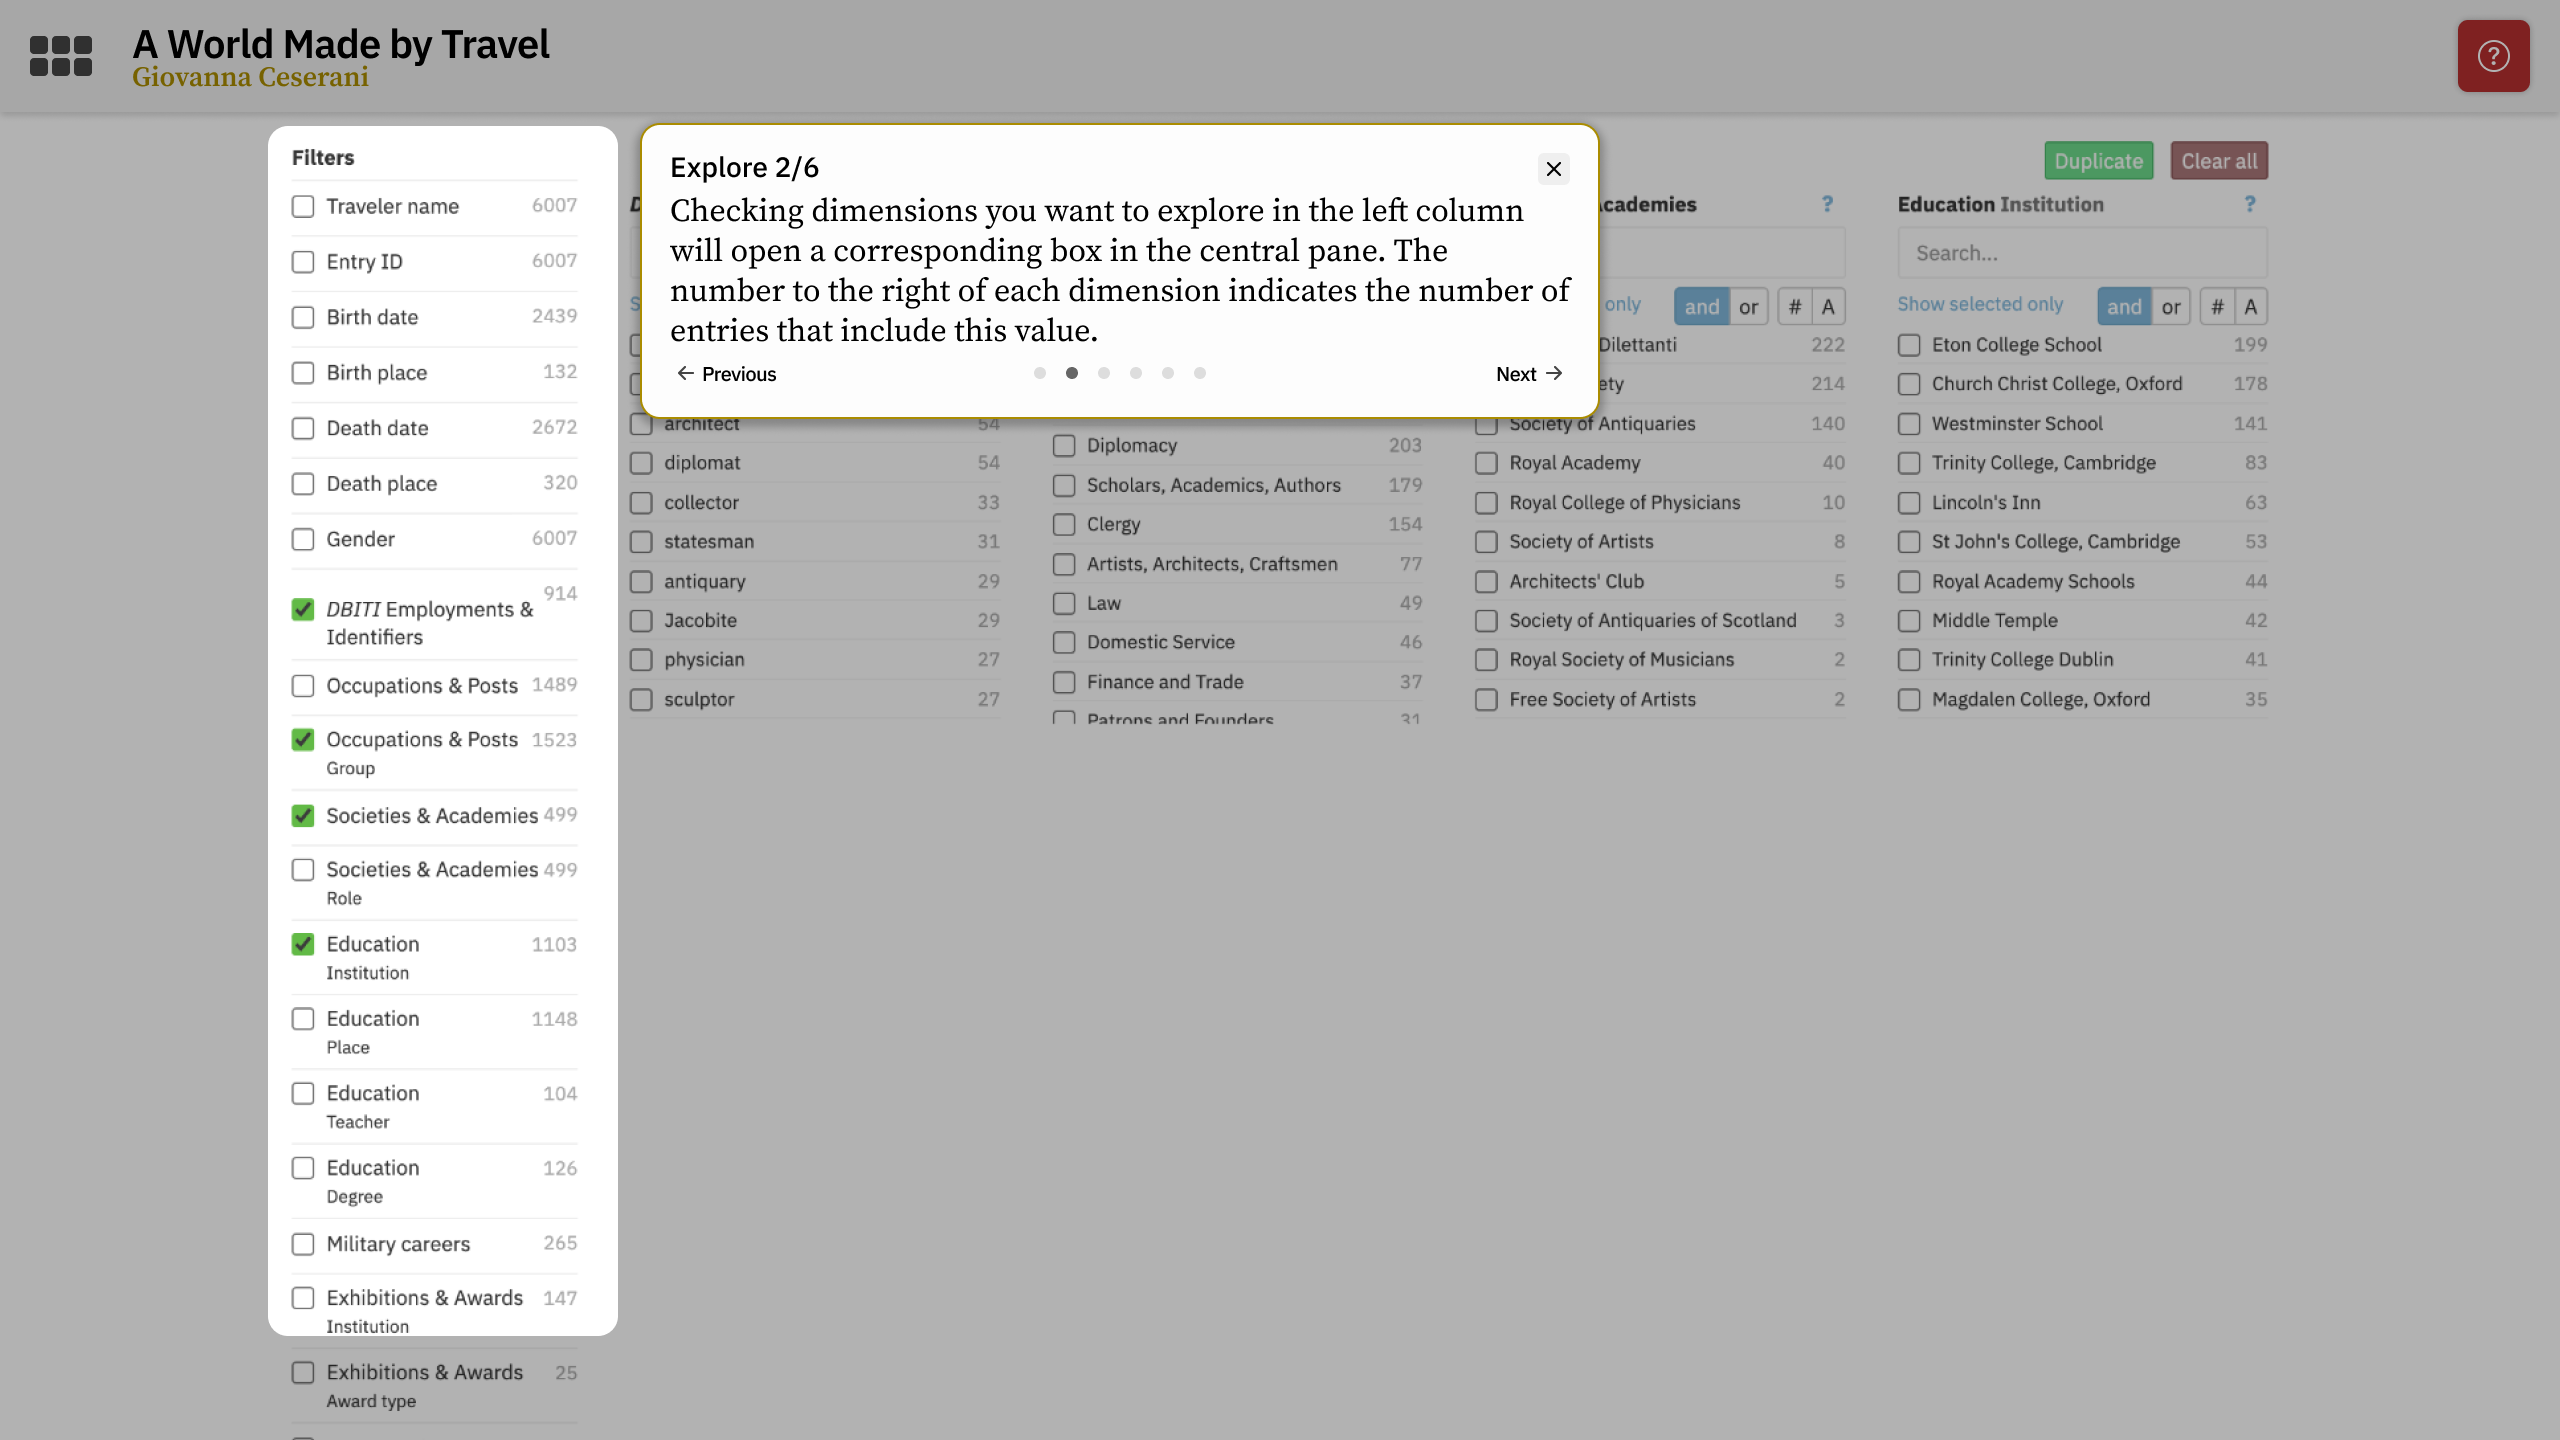 A World Made by Travel
Giovanna Ceserani
Filters
Traveler name 6007
Entry ID 6007
Birth date 2439
Birth place 132
Death date 2672
Death place 320
Gender 6007
914
DBITI Employments &
Identifiers
Occupations & Posts 1489
Occupations & Posts 1523
Group
Societies & Academies 499
Societies & Academies 499
Role
Education 1103
Institution
Education 1148
Place
Education 104
Teacher
Education 126
Degree
Military careers 265
Exhibitions & Awards 147
Institution
Exhibitions & Awards 25
Award type
Explore 2/6
Checking dimensions you want to explore in the left column
will open a corresponding box in the central pane. The
number to the right of each dimension indicates the number of
entries that include this value.
← Previous
Next →
architect 54
diplomat 54
collector 33
statesman 31
antiquary 29
Jacobite 29
physician 27
sculptor 27
Diplomacy 203
Scholars, Academics, Authors 179
Clergy 154
Artists, Architects, Craftsmen 77
Law 49
Domestic Service 46
Finance and Trade 37
Patrons and Founders 31
Duplicate Clear all
?
only and or # A
Dilettanti 222
214
Society of Antiquaries 140
Royal Academy 40
Royal College of Physicians 10
Society of Artists 8
Architects' Club 5
Society of Antiquaries of Scotland 3
Royal Society of Musicians 2
Free Society of Artists 2
Education Institution ?
Search...
Show selected only and or # A
Eton College School 199
Church Christ College, Oxford 178
Westminster School 141
Trinity College, Cambridge 83
Lincoln's Inn 63
St John's College, Cambridge 53
Royal Academy Schools 44
Middle Temple 42
Trinity College Dublin 41
Magdalen College, Oxford 35